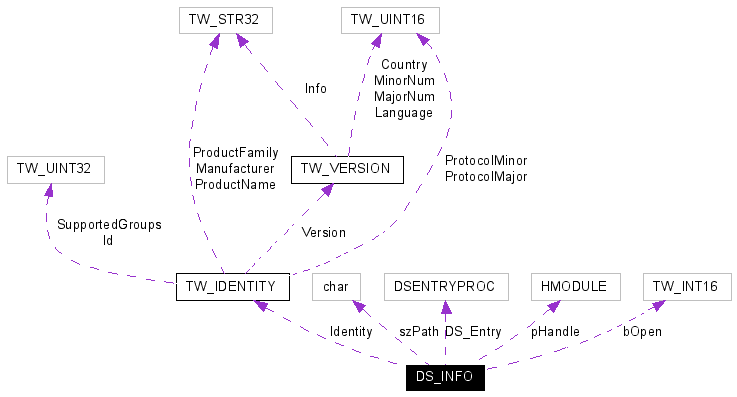 TW_STR32
TW_UINT16
Country
MinorNum
MajorNum
Language
Info
ProductFamily
Manufacturer
ProductName
TW_VERSION
ProtocolMinor
ProtocolMajor
TW_UINT32
SupportedGroups
Id
Version
TW_IDENTITY
char
DSENTRYPROC
HMODULE
TW_INT16
Identity
szPath
DS_Entry
pHandle
bOpen
DS_INFO